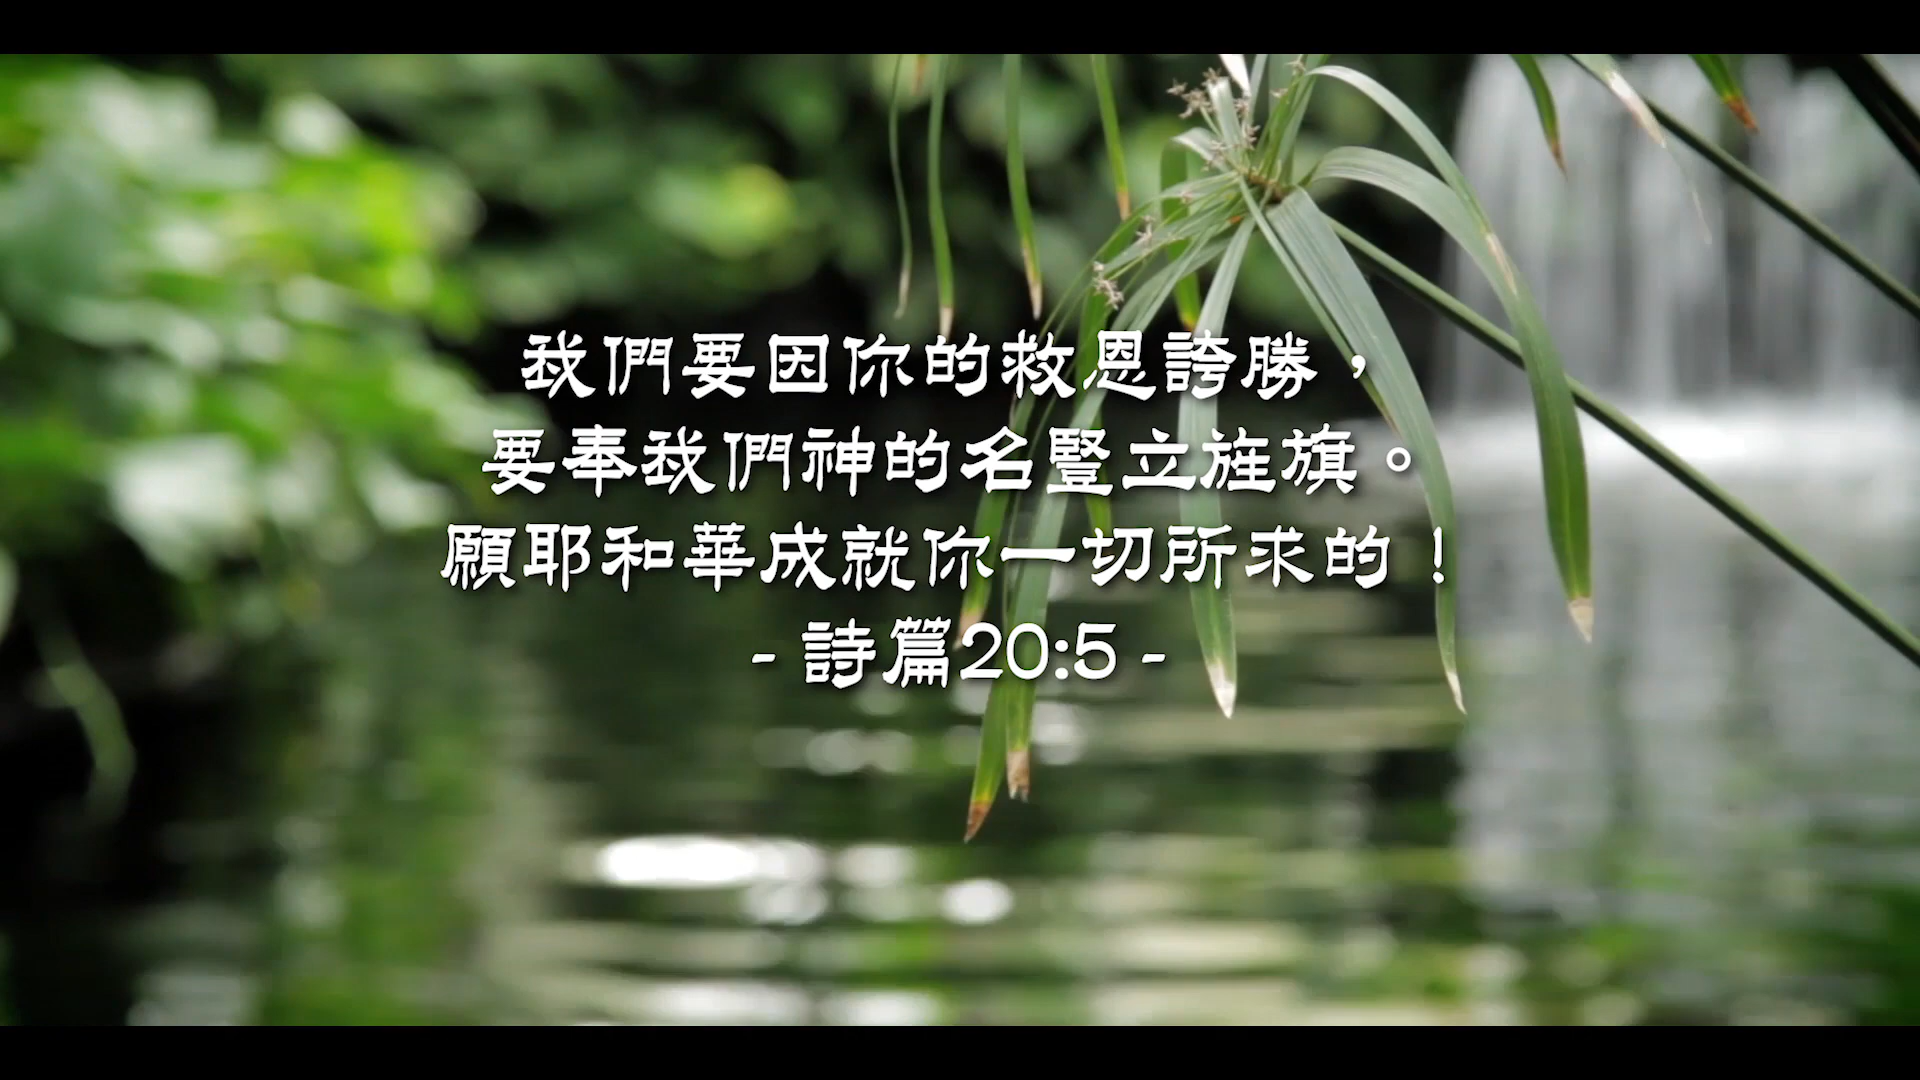 我們要因你的救恩誇勝，
要奉我們神的名豎立旌旗。
願耶和華成就你一切所求的！
- 詩篇20:5 -